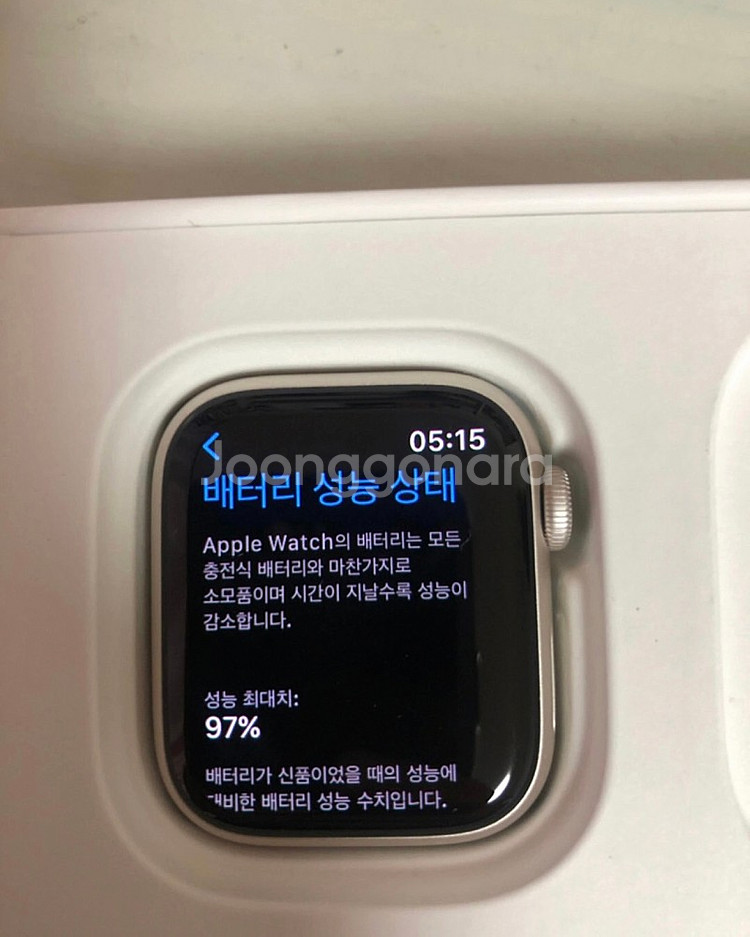 05:15
Joonggonara
배터리 성능 상태
Apple Watch의 배터리는 모든
충전식 배터리와 마찬가지로
소모품이며 시간이 지날수록 성능이
감소합니다.
성능 최대치:
97%
배터리가 신품이었을 때의 성능에
대비한 배터리 성능 수치입니다.